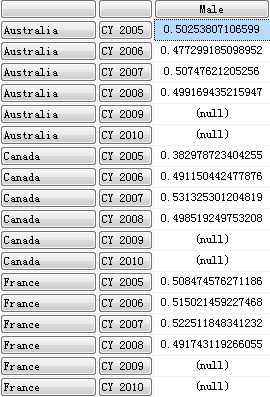 Male
Australia CY 2005 0.50253807106599
Australia CY 2006 0.477299185098952
Australia CY 2007 0.50747621205256
Australia CY 2008 0.499169435215947
Australia CY 2009 (null)
Australia CY 2010 (null)
Canada CY 2005 0.382978723404255
Canada CY 2006 0.491150442477876
Canada CY 2007 0.531325301204819
Canada CY 2008 0.498519249753208
Canada CY 2009 (null)
Canada CY 2010 (null)
France CY 2005 0.508474576271186
France CY 2006 0.515021459227468
France CY 2007 0.522511848341232
France CY 2008 0.491743119266055
France CY 2009 (null)
France CY 2010 (null)